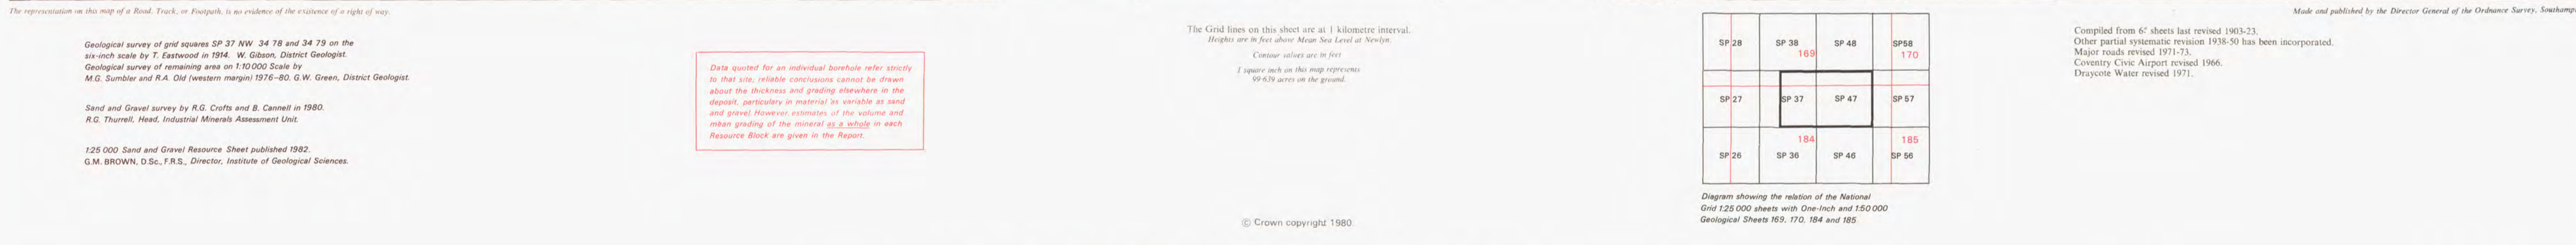 The representation on this map of a Road, Track, or Footpath, is no evidence of the existence of a right of way.
Geological survey of grid squares SP 37 NW 34 78 and 34 79 on the
six-inch scale by T. Eastwood in 1914. W. Gibson, District Geologist.
Geological survey of remaining area on 1:10 000 Scale by
M.G. Sumbler and R.A. Old (western margin) 1976–80. G.W. Green, District Geologist.
Sand and Gravel survey by R.G. Crofts and B. Cannell in 1980.
R.G. Thurrell, Head, Industrial Minerals Assessment Unit.
1:25 000 Sand and Gravel Resource Sheet published 1982.
G.M. BROWN, D.Sc., F.R.S., Director, Institute of Geological Sciences.
Data quoted for an individual borehole refer strictly
to that site, reliable conclusions cannot be drawn
about the thickness and grading elsewhere in the
deposit, particulary in material as variable as sand
and gravel. However, estimates of the volume and
mean grading of the mineral as a whole in each
Resource Block are given in the Report.
The Grid lines on this sheet are at 1 kilometre interval.
Heights are in feet above Mean Sea Level at Newlyn.
Contour values are in feet
1 square inch on this map represents
99·639 acres on the ground.
© Crown copyright 1980.
SP 28 SP 38 SP 48 SP58
169 170
SP 27 SP 37 SP 47 SP 57
184 185
SP 26 SP 36 SP 46 SP 56
Diagram showing the relation of the National
Grid 1:25 000 sheets with One-Inch and 1:50 000
Geological Sheets 169, 170, 184 and 185
Made and published by the Director General of the Ordnance Survey, Southamp
Compiled from 6" sheets last revised 1903-23.
Other partial systematic revision 1938-50 has been incorporated.
Major roads revised 1971-73.
Coventry Civic Airport revised 1966.
Draycote Water revised 1971.